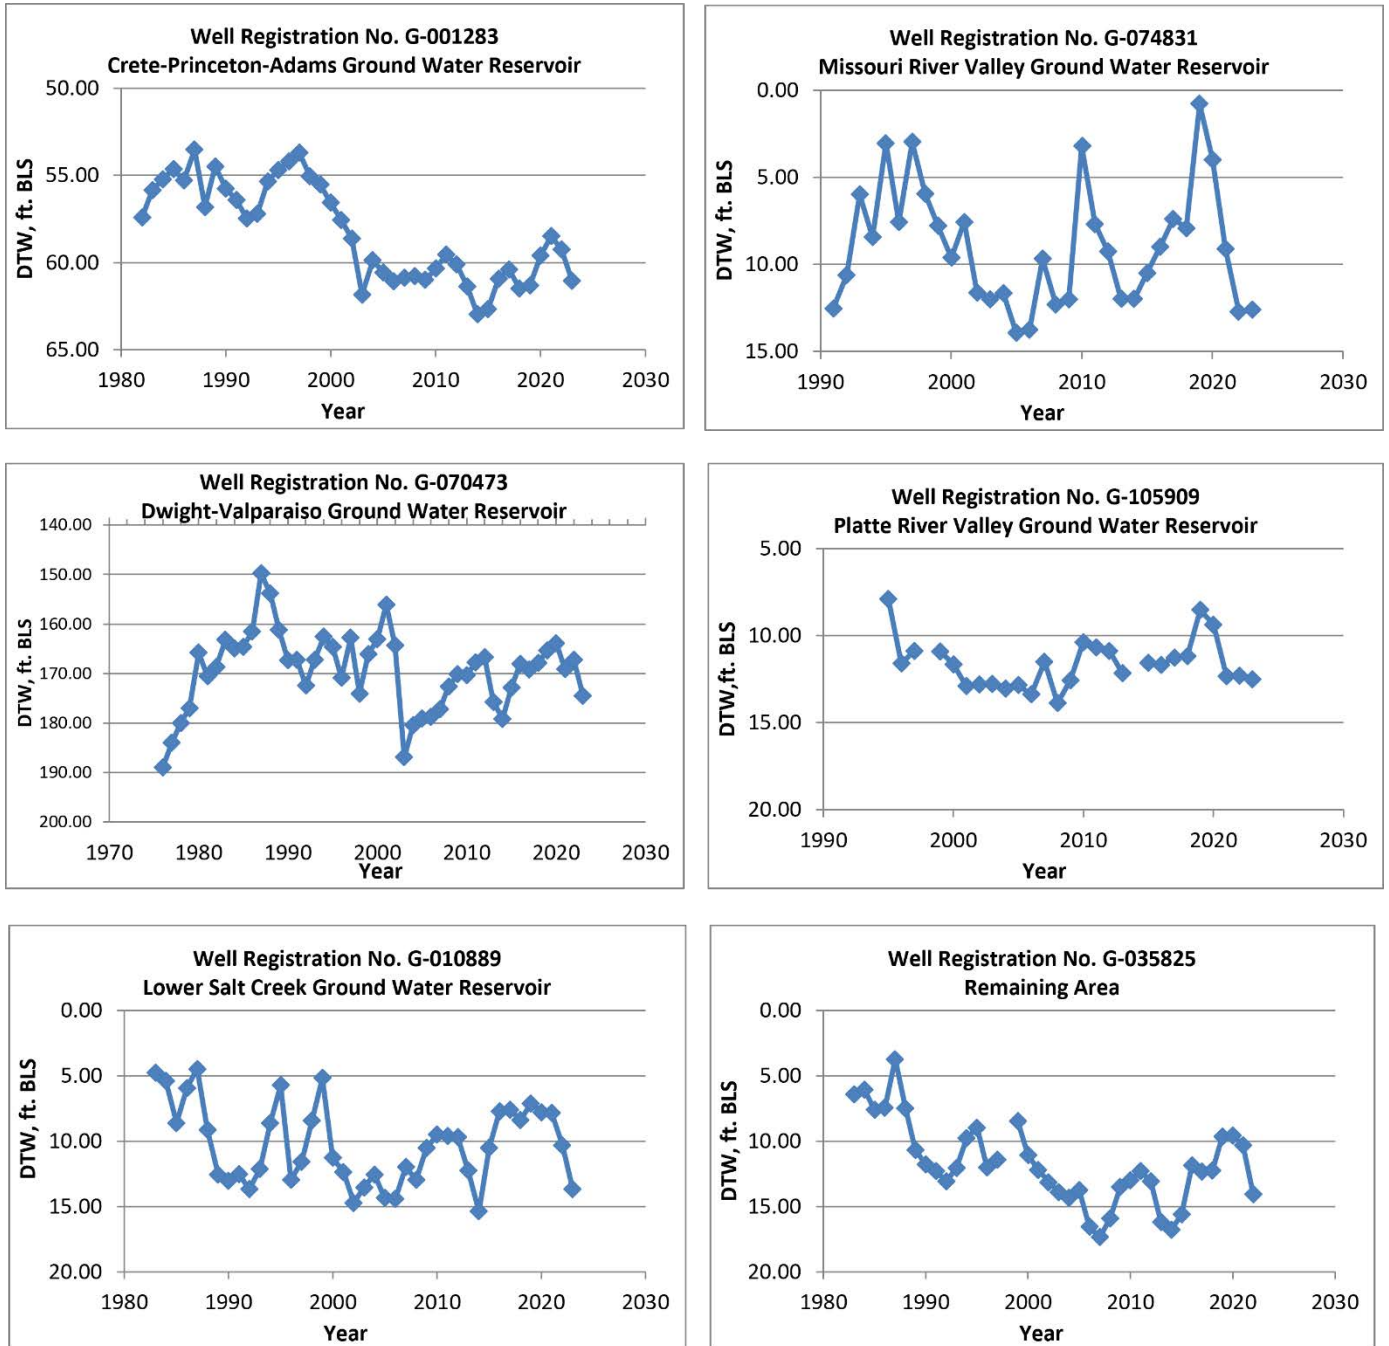 Well Registration No. G-001283
Crete-Princeton-Adams Ground Water Reservoir
50.00
55.00
60.00
65.00
DTW, ft. BLS
1980 1990 2000 2010 2020 2030
Year
Well Registration No. G-074831
Missouri River Valley Ground Water Reservoir
0.00
5.00
10.00
15.00
DTW, ft. BLS
1990 2000 2010 2020 2030
Year
Well Registration No. G-070473
Dwight-Valparaiso Ground Water Reservoir
140.00
150.00
160.00
170.00
180.00
190.00
200.00
DTW, ft. BLS
1970 1980 1990 2000 2010 2020 2030
Year
Well Registration No. G-105909
Platte River Valley Ground Water Reservoir
5.00
10.00
15.00
20.00
DTW,ft. BLS
1990 2000 2010 2020 2030
Year
Well Registration No. G-010889
Lower Salt Creek Ground Water Reservoir
0.00
5.00
10.00
15.00
20.00
DTW, ft. BLS
1980 1990 2000 2010 2020 2030
Year
Well Registration No. G-035825
Remaining Area
0.00
5.00
10.00
15.00
20.00
DTW, ft. BLS
1980 1990 2000 2010 2020 2030
Year